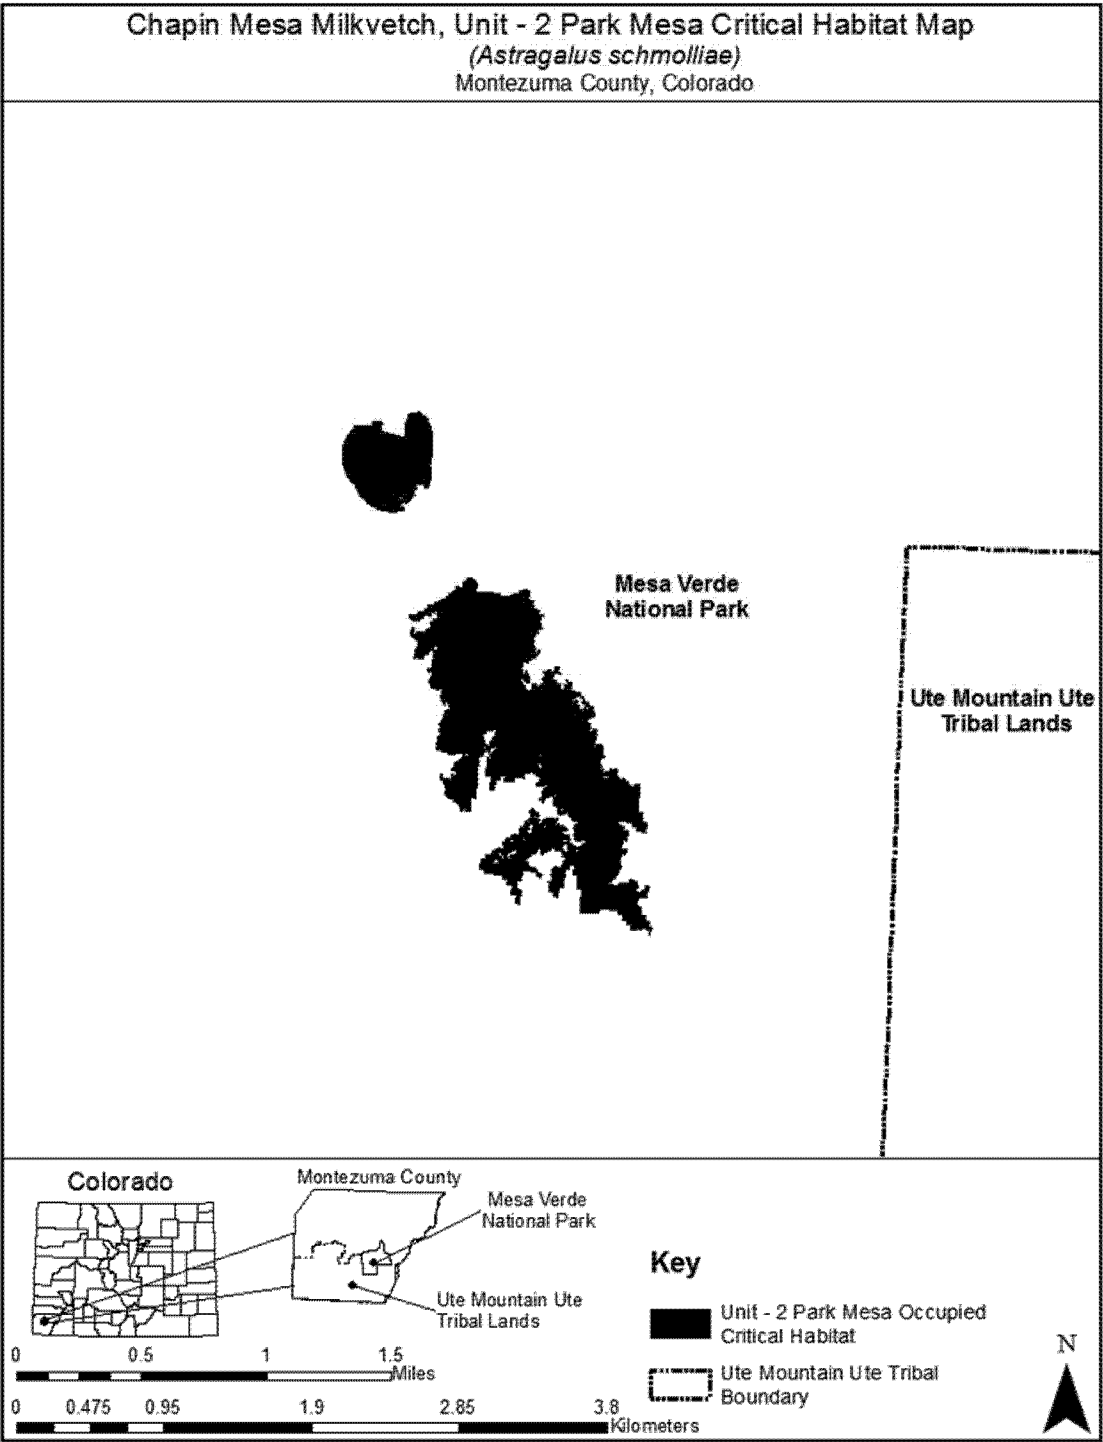 Chapin Mesa Milkvetch, Unit - 2 Park Mesa Critical Habitat Map
(Astragalus schmolliae)
Montezuma County, Colorado
Mesa Verde
National Park
Ute Mountain Ute
Tribal Lands
Colorado
Montezuma County
Mesa Verde
National Park
Ute Mountain Ute
Tribal Lands
0 0.5 1 1.5
Miles
0 0.475 0.95 1.9 2.85 3.8
Kilometers
Key
Unit - 2 Park Mesa Occupied
Critical Habitat
Ute Mountain Ute Tribal
Boundary
N